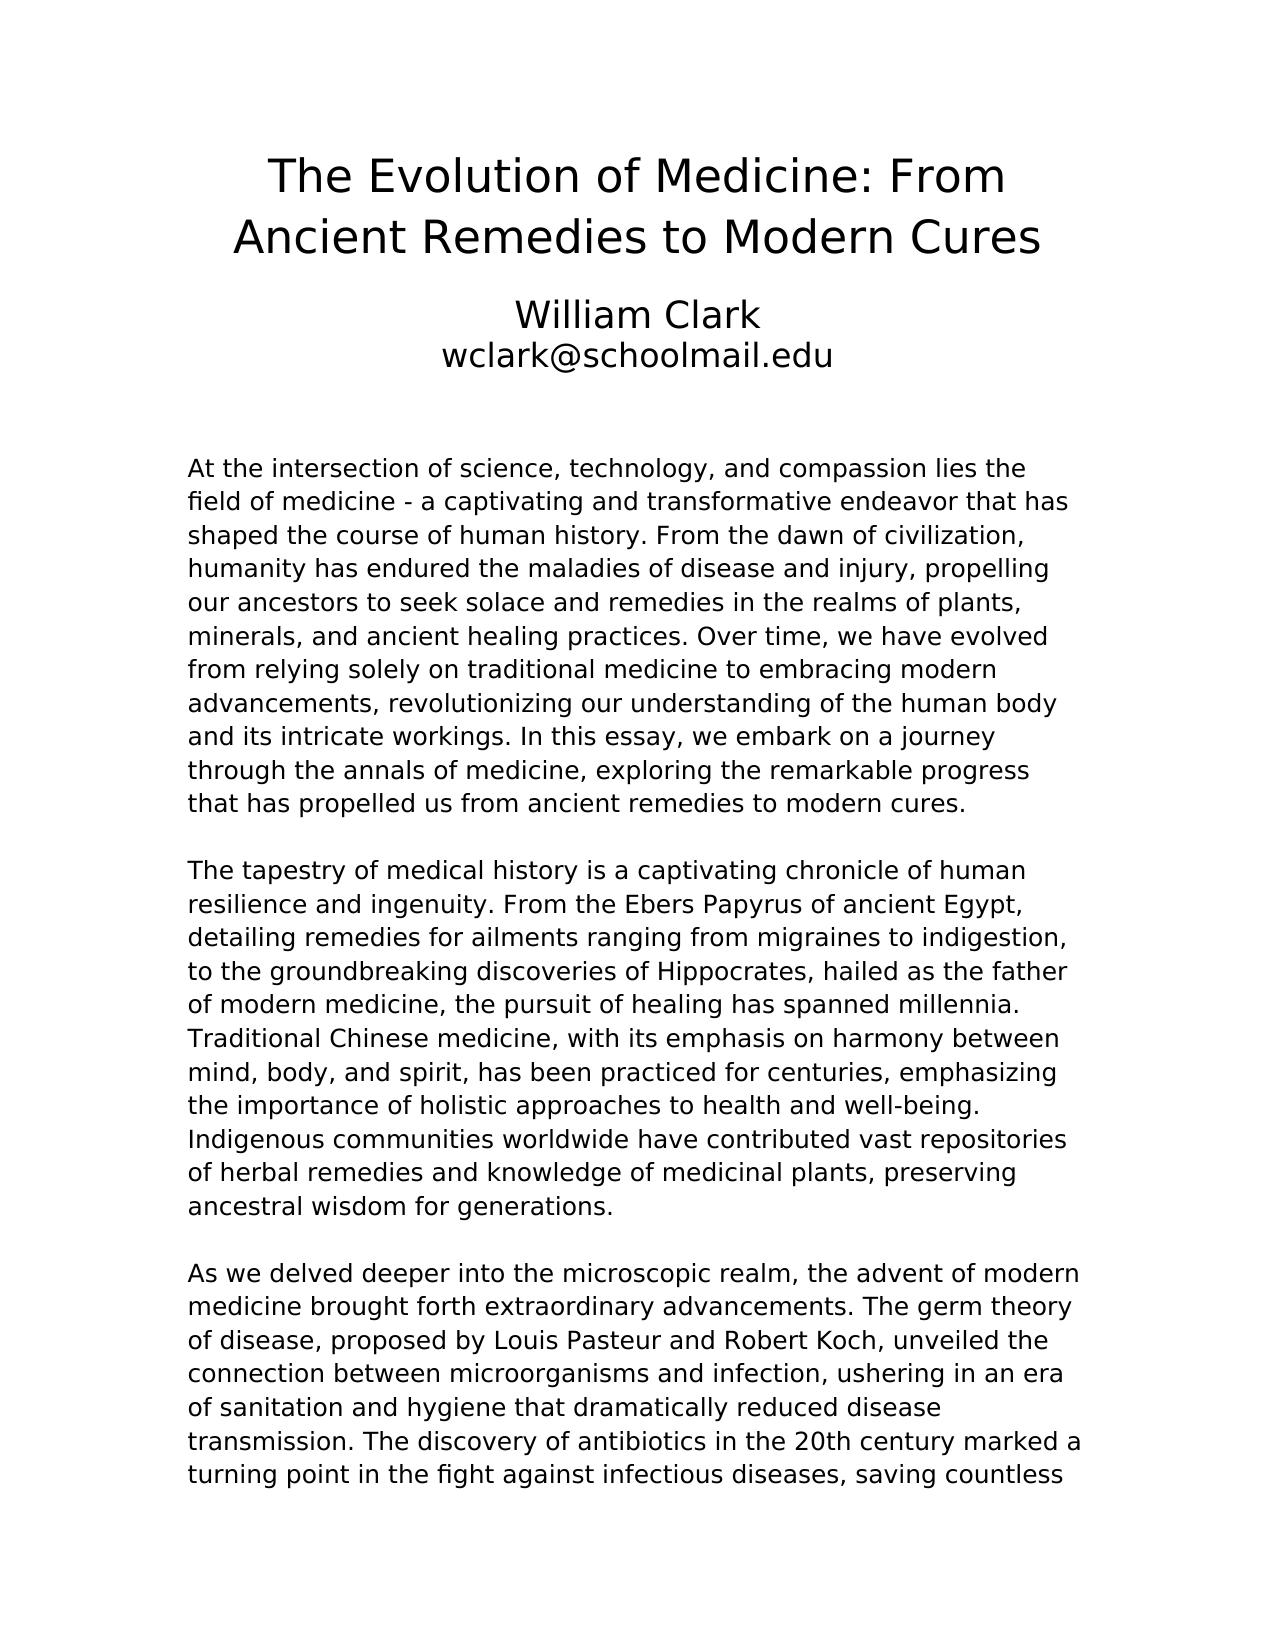 The Evolution of Medicine: From
Ancient Remedies to Modern Cures
William Clark
wclark@schoolmail.edu
At the intersection of science, technology, and compassion lies the
field of medicine - a captivating and transformative endeavor that has
shaped the course of human history. From the dawn of civilization,
humanity has endured the maladies of disease and injury, propelling
our ancestors to seek solace and remedies in the realms of plants,
minerals, and ancient healing practices. Over time, we have evolved
from relying solely on traditional medicine to embracing modern
advancements, revolutionizing our understanding of the human body
and its intricate workings. In this essay, we embark on a journey
through the annals of medicine, exploring the remarkable progress
that has propelled us from ancient remedies to modern cures.
The tapestry of medical history is a captivating chronicle of human
resilience and ingenuity. From the Ebers Papyrus of ancient Egypt,
detailing remedies for ailments ranging from migraines to indigestion,
to the groundbreaking discoveries of Hippocrates, hailed as the father
of modern medicine, the pursuit of healing has spanned millennia.
Traditional Chinese medicine, with its emphasis on harmony between
mind, body, and spirit, has been practiced for centuries, emphasizing
the importance of holistic approaches to health and well-being.
Indigenous communities worldwide have contributed vast repositories
of herbal remedies and knowledge of medicinal plants, preserving
ancestral wisdom for generations.
As we delved deeper into the microscopic realm, the advent of modern
medicine brought forth extraordinary advancements. The germ theory
of disease, proposed by Louis Pasteur and Robert Koch, unveiled the
connection between microorganisms and infection, ushering in an era
of sanitation and hygiene that dramatically reduced disease
transmission. The discovery of antibiotics in the 20th century marked a
turning point in the fight against infectious diseases, saving countless